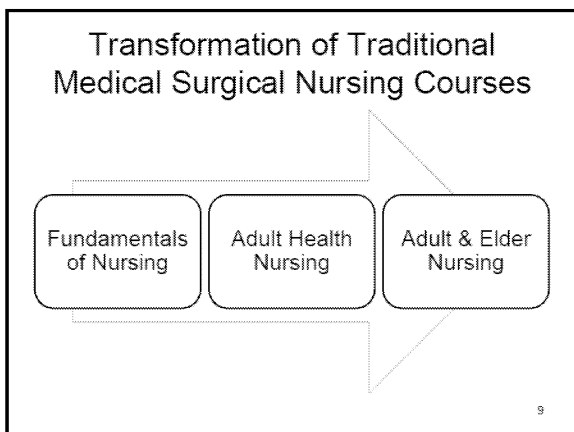 Transformation of Traditional
Medical Surgical Nursing Courses
Fundamentals
of Nursing
Adult Health
Nursing
Adult & Elder
Nursing
9